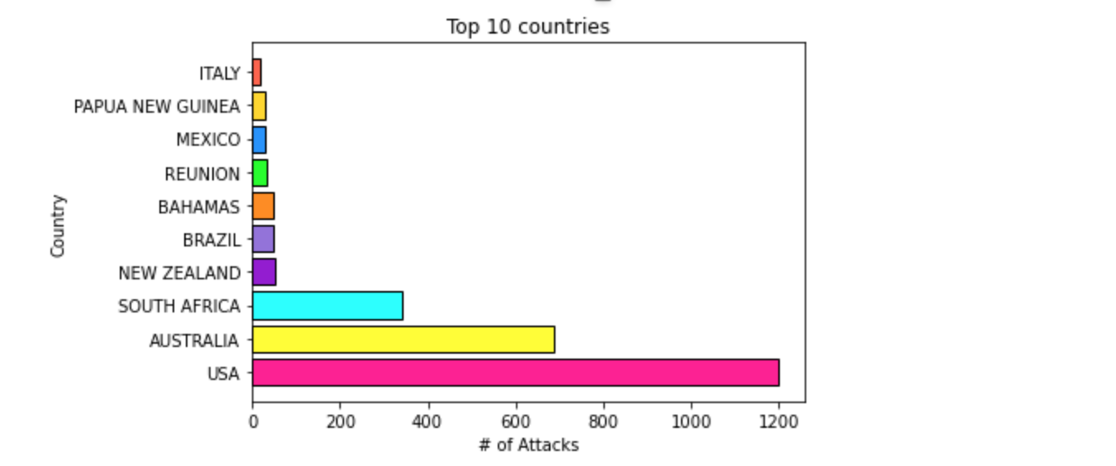 Top 10 countries
ITALY
PAPUA NEW GUINEA
MEXICO
REUNION
BAHAMAS
BRAZIL
NEW ZEALAND
SOUTH AFRICA
AUSTRALIA
USA
Country
0 200 400 600 800 1000 1200
# of Attacks